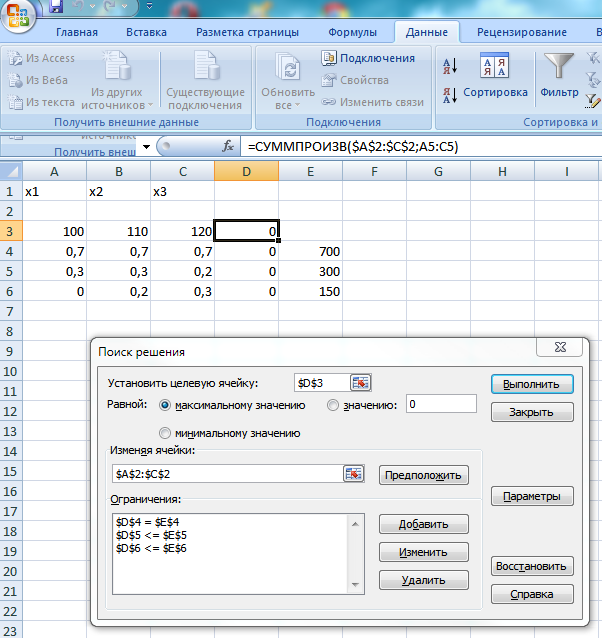 Главная Вставка Разметка страницы Формулы Данные Рецензирование В
Из Access
Из Веба
Из текста
Из других источников
Существующие подключения
Обновить все
Подключения
Свойства
Изменить связи
Сортировка
Фильтр
Получить внешние данные Подключения Сортировка и
Получить внеш
fx =СУММПРОИЗВ($A$2:$C$2;A5:C5)
A B C D E F G H I
1 x1 x2 x3
2
3 100 110 120 0
4 0,7 0,7 0,7 0 700
5 0,3 0,3 0,2 0 300
6 0 0,2 0,3 0 150
7
8
9
10
11
12
13
14
15
16
17
18
19
20
21
22
23
Поиск решения
Установить целевую ячейку: $D$3 Выполнить
Равной: максимальному значению значению: 0 Закрыть
минимальному значению
Изменяя ячейки:
$A$2:$C$2 Предположить
Параметры
Ограничения:
$D$4 = $E$4
$D$5 <= $E$5
$D$6 <= $E$6
Добавить
Изменить
Удалить
Восстановить
Справка